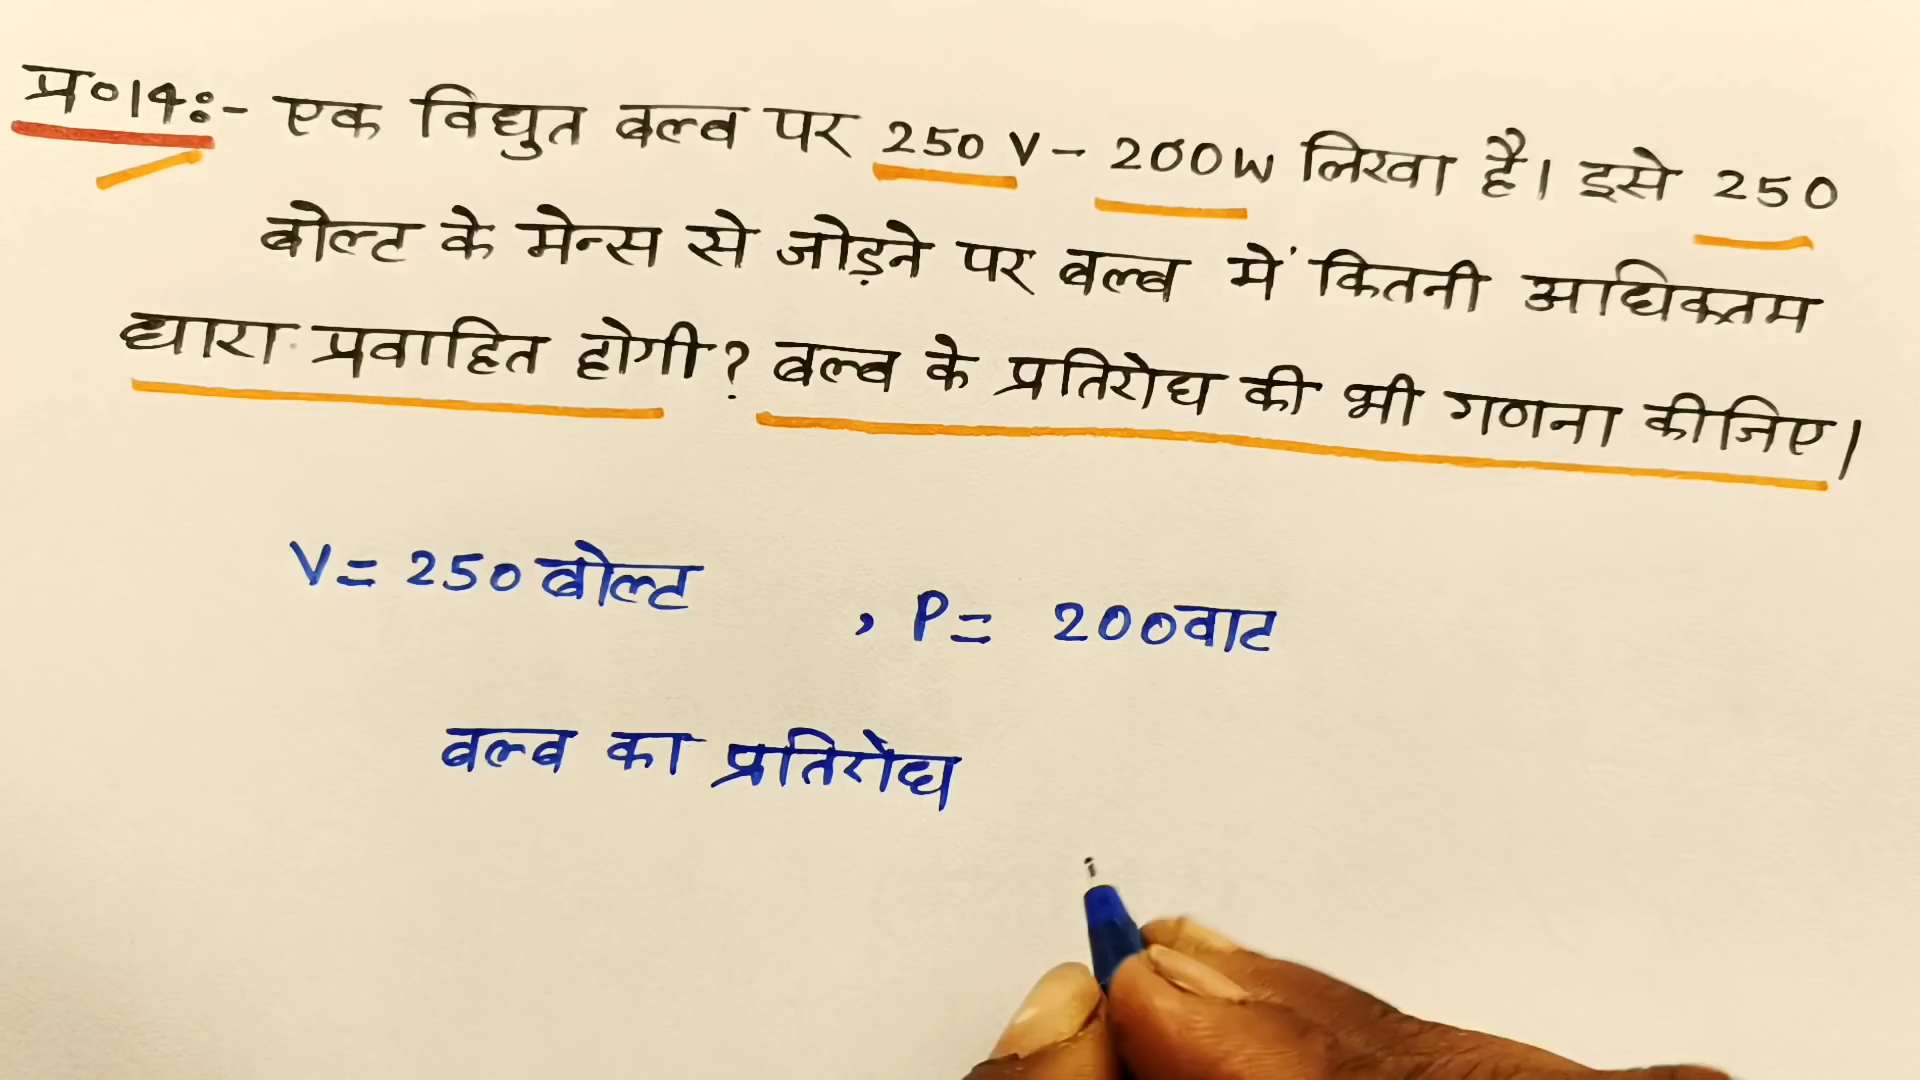 प्र०14:- एक विद्युत बल्ब पर 250 V - 200W लिखा है। इसे 250
बोल्ट के मेन्स से जोड़ने पर बल्ब में कितनी अधिकतम
धारा प्रवाहित होगी? बल्ब के प्रतिरोध की भी गणना कीजिए।
V= 250 बोल्ट , P= 200वाट
बल्ब का प्रतिरोध